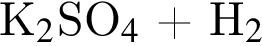 K₂SO₄ + H₂